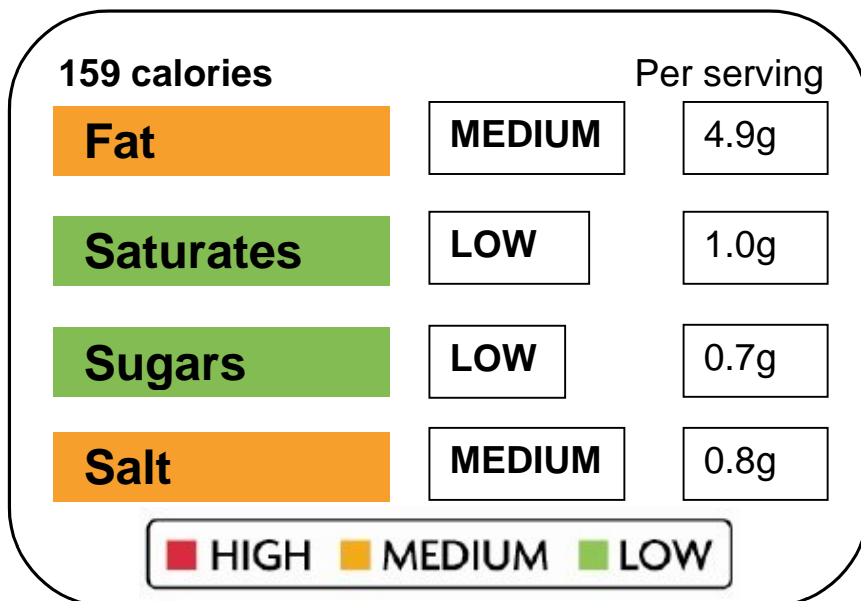 159 calories Per serving
Fat MEDIUM 4.9g
Saturates LOW 1.0g
Sugars LOW 0.7g
Salt MEDIUM 0.8g
HIGH MEDIUM LOW